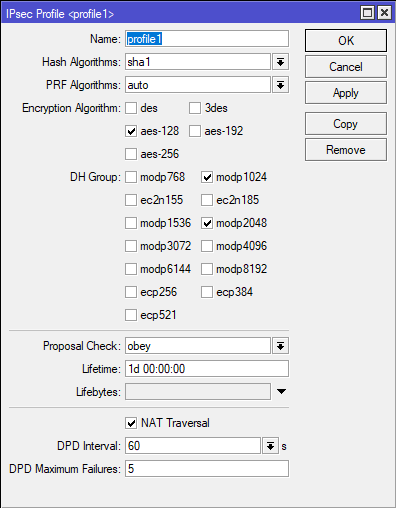 IPsec Profile <profile1>
Name: profile1
OK
Hash Algorithms: sha1
Cancel
PRF Algorithms: auto
Apply
Encryption Algorithm: des 3des
Copy
aes-128 aes-192
Remove
aes-256
DH Group: modp768 modp1024
ec2n155 ec2n185
modp1536 modp2048
modp3072 modp4096
modp6144 modp8192
ecp256 ecp384
ecp521
Proposal Check: obey
Lifetime: 1d 00:00:00
Lifebytes:
NAT Traversal
DPD Interval: 60 s
DPD Maximum Failures: 5